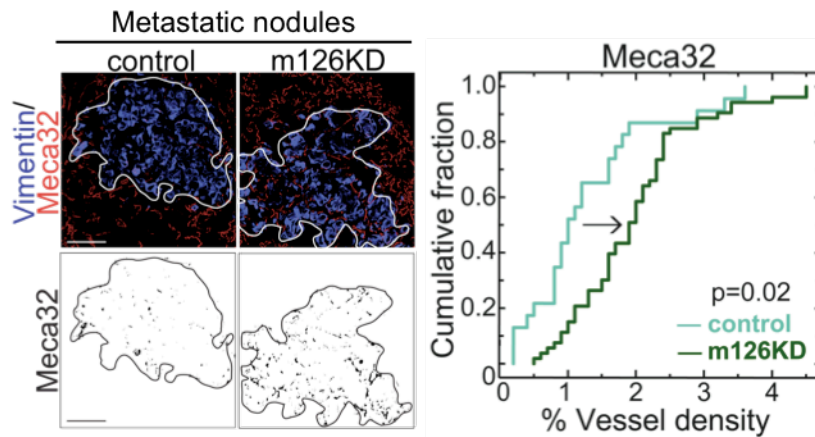 Metastatic nodules
control m126KD
Vimentin/
Meca32
Meca32
Meca32
Cumulative fraction
1.0
0.8
0.6
0.4
0.2
0
p=0.02
control
m126KD
0 1 2 3 4
% Vessel density